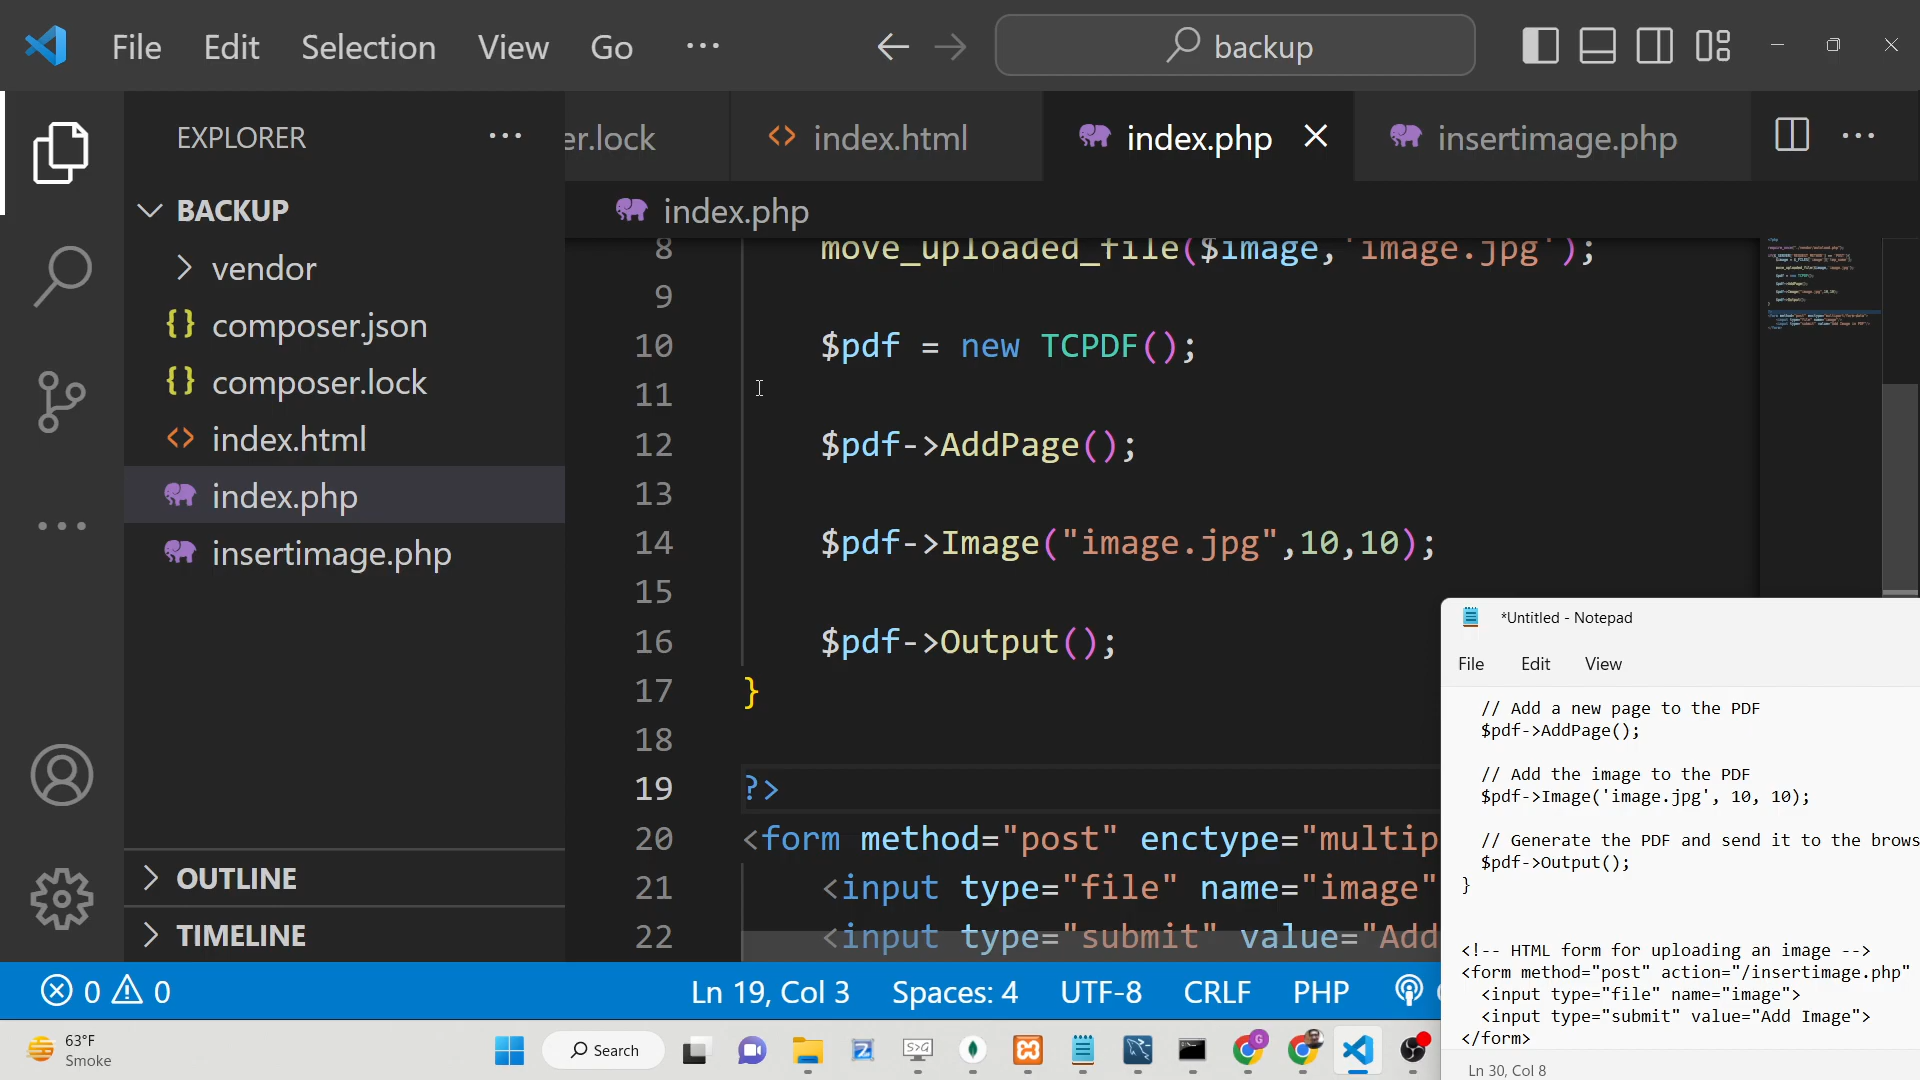 File Edit Selection View Go ··· backup
EXPLORER ···
BACKUP
vendor
composer.json
composer.lock
index.html
index.php
insertimage.php
OUTLINE
TIMELINE
er.lock index.html index.php insertimage.php ···
index.php
8 move_uploaded_file($image,'image.jpg');
9
10 $pdf = new TCPDF();
11
12 $pdf->AddPage();
13
14 $pdf->Image("image.jpg",10,10);
15
16 $pdf->Output();
17 }
18
19 ?>
20 <form method="post" enctype="multip
21 <input type="file" name="image"
22 <input type="submit" value="Add
*Untitled - Notepad
File Edit View
// Add a new page to the PDF
$pdf->AddPage();
// Add the image to the PDF
$pdf->Image('image.jpg', 10, 10);
// Generate the PDF and send it to the brows
$pdf->Output();
}
<!-- HTML form for uploading an image -->
<form method="post" action="/insertimage.php"
<input type="file" name="image">
<input type="submit" value="Add Image">
</form>
Ln 30, Col 8
0 0 Ln 19, Col 3 Spaces: 4 UTF-8 CRLF PHP
63°F
Smoke
Search